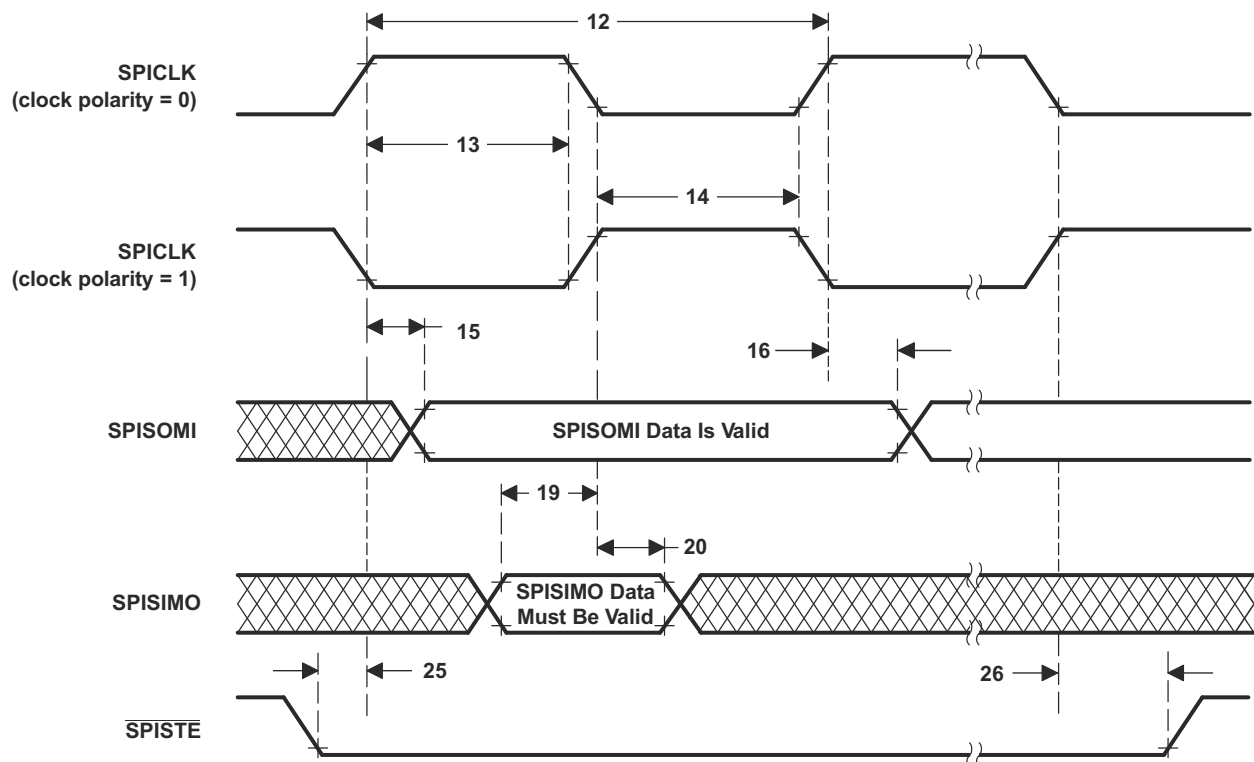 12
SPICLK
(clock polarity = 0)
13
14
SPICLK
(clock polarity = 1)
15
16
SPISOMI
SPISOMI Data Is Valid
19
20
SPISIMO
SPISIMO Data
Must Be Valid
25
26
SPISTE